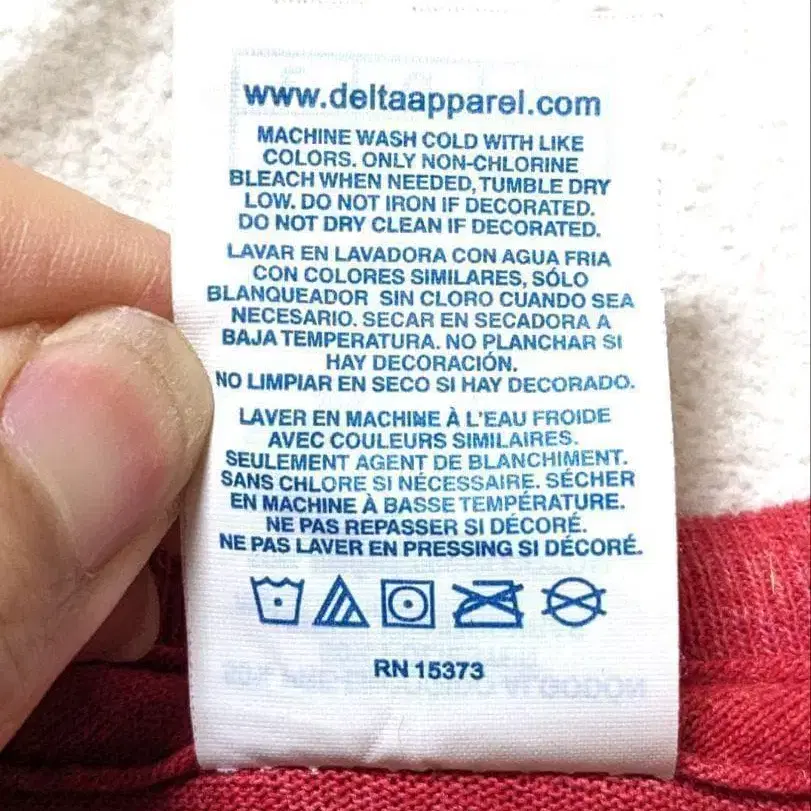 www.deltaapparel.com
MACHINE WASH COLD WITH LIKE
COLORS. ONLY NON-CHLORINE
BLEACH WHEN NEEDED, TUMBLE DRY
LOW. DO NOT IRON IF DECORATED.
DO NOT DRY CLEAN IF DECORATED.
LAVAR EN LAVADORA CON AGUA FRIA
CON COLORES SIMILARES, SÓLO
BLANQUEADOR SIN CLORO CUANDO SEA
NECESARIO. SECAR EN SECADORA A
BAJA TEMPERATURA. NO PLANCHAR SI
HAY DECORACIÓN.
NO LIMPIAR EN SECO SI HAY DECORADO.
LAVER EN MACHINE À L'EAU FROIDE
AVEC COULEURS SIMILAIRES.
SEULEMENT AGENT DE BLANCHIMENT.
SANS CHLORE SI NÉCESSAIRE. SÉCHER
EN MACHINE À BASSE TEMPÉRATURE.
NE PAS REPASSER SI DÉCORÉ.
NE PAS LAVER EN PRESSING SI DÉCORÉ.
RN 15373